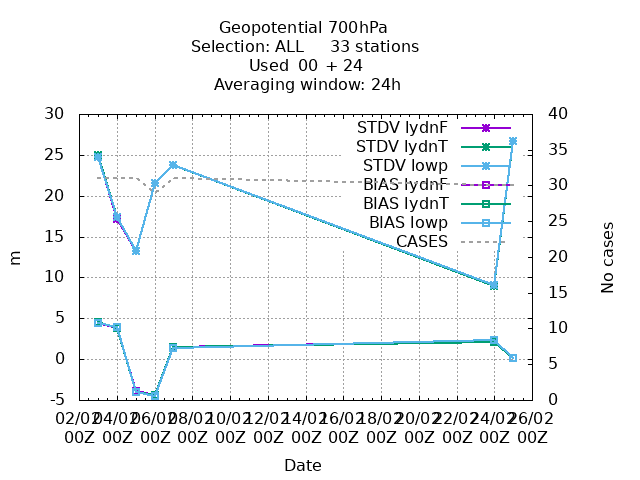 Geopotential 700hPa
Selection: ALL 33 stations
Used 00 + 24
Averaging window: 24h
30
25
20
15
10
5
0
-5
40
35
30
25
20
15
10
5
0
m
No cases
STDV lydnF
STDV lydnT
STDV lowp
BIAS lydnF
BIAS lydnT
BIAS lowp
CASES
02/02 04/02 06/02 08/02 10/02 12/02 14/02 16/02 18/02 20/02 22/02 24/02 26/02
00Z 00Z 00Z 00Z 00Z 00Z 00Z 00Z 00Z 00Z 00Z 00Z 00Z
Date